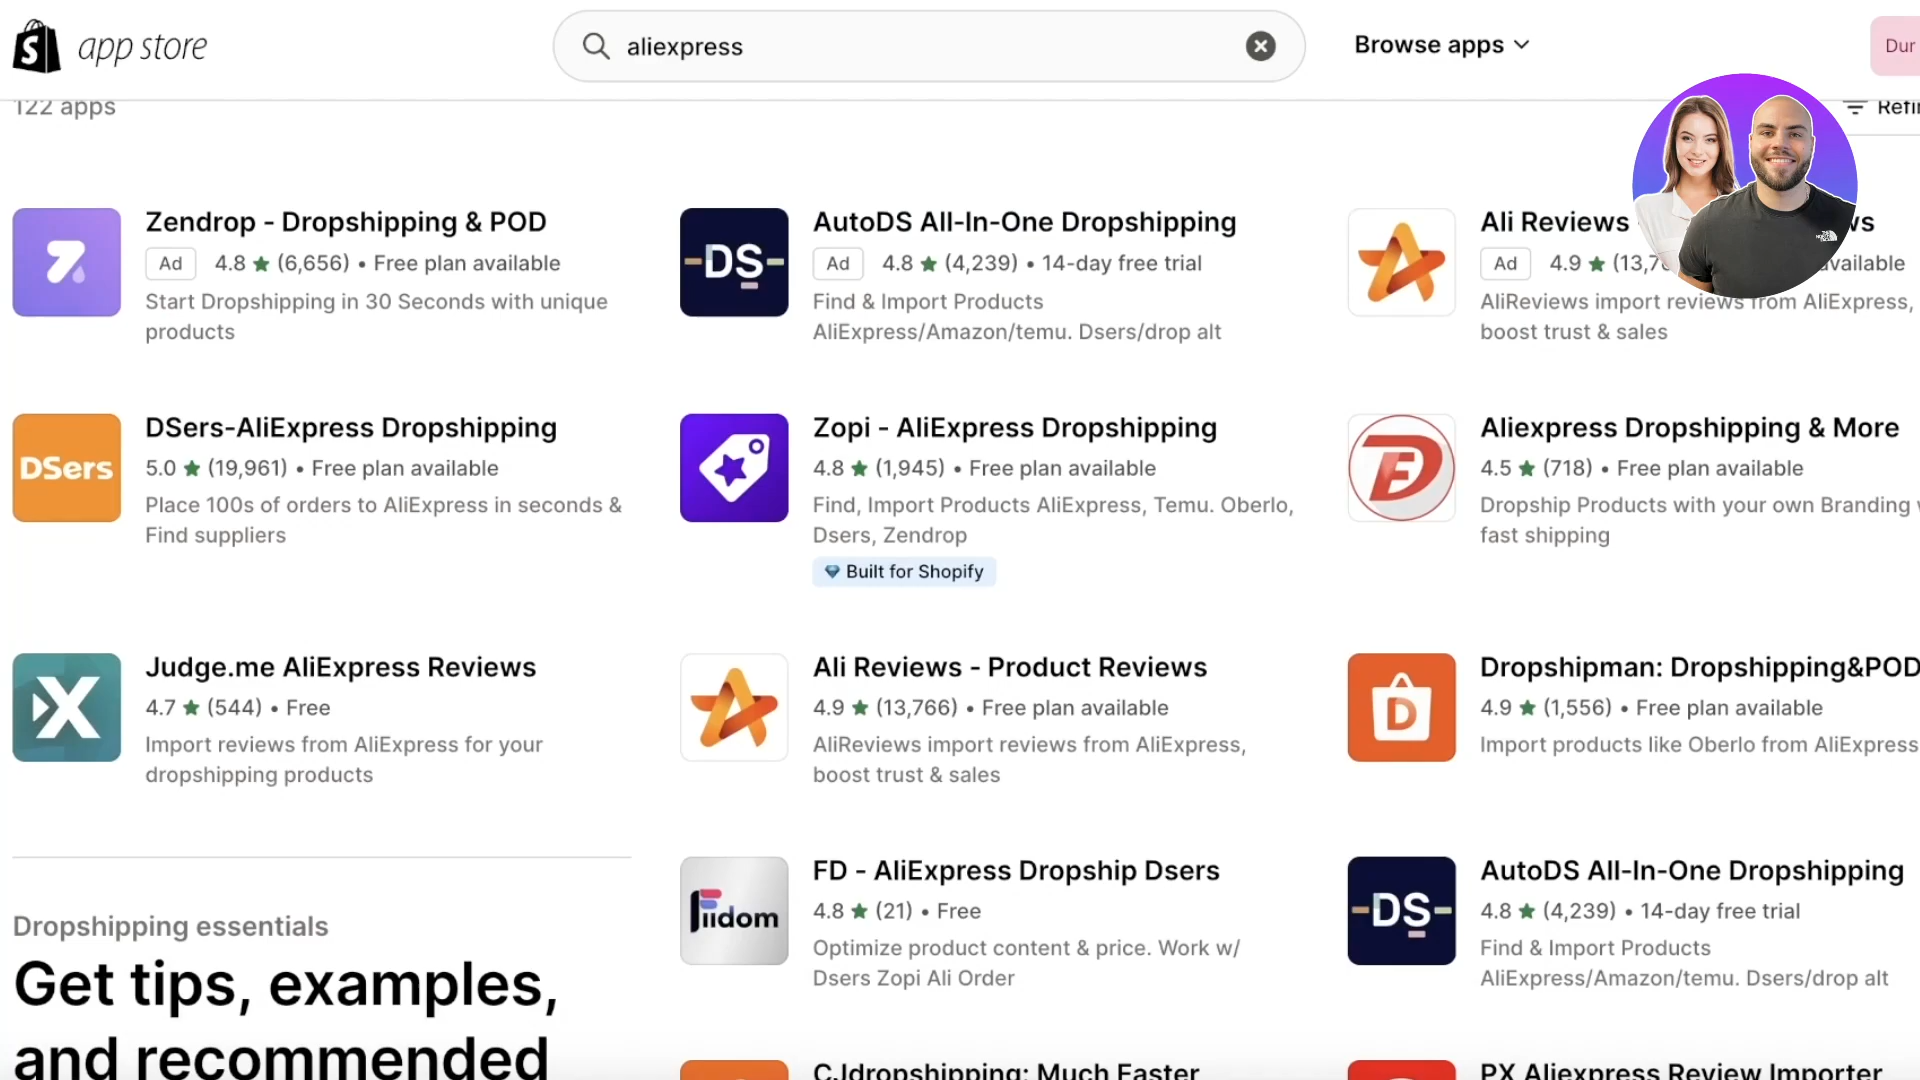 app store
aliexpress
Browse apps
Dur
122 apps
Zendrop - Dropshipping & POD
Ad 4.8 ★ (6,656) • Free plan available
Start Dropshipping in 30 Seconds with unique
products
AutoDS All-In-One Dropshipping
Ad 4.8 ★ (4,239) • 14-day free trial
Find & Import Products
AliExpress/Amazon/temu. Dsers/drop alt
Ali Reviews
Ad 4.9 ★
AliReviews import reviews from AliExpress,
boost trust & sales
DSers
DSers-AliExpress Dropshipping
5.0 ★ (19,961) • Free plan available
Place 100s of orders to AliExpress in seconds &
Find suppliers
Zopi - AliExpress Dropshipping
4.8 ★ (1,945) • Free plan available
Find, Import Products AliExpress, Temu. Oberlo,
Dsers, Zendrop
Built for Shopify
Aliexpress Dropshipping & More
4.5 ★ (718) • Free plan available
Dropship Products with your own Branding
fast shipping
Judge.me AliExpress Reviews
4.7 ★ (544) • Free
Import reviews from AliExpress for your
dropshipping products
Ali Reviews - Product Reviews
4.9 ★ (13,766) • Free plan available
AliReviews import reviews from AliExpress,
boost trust & sales
Dropshipman: Dropshipping&POD
4.9 ★ (1,556) • Free plan available
Import products like Oberlo from AliExpress
Dropshipping essentials
Get tips, examples,
and recommended
Fiidom
FD - AliExpress Dropship Dsers
4.8 ★ (21) • Free
Optimize product content & price. Work w/
Dsers Zopi Ali Order
DS
AutoDS All-In-One Dropshipping
4.8 ★ (4,239) • 14-day free trial
Find & Import Products
AliExpress/Amazon/temu. Dsers/drop alt
CJdropshipping: Much Faster
PX Aliexpress Review Importer